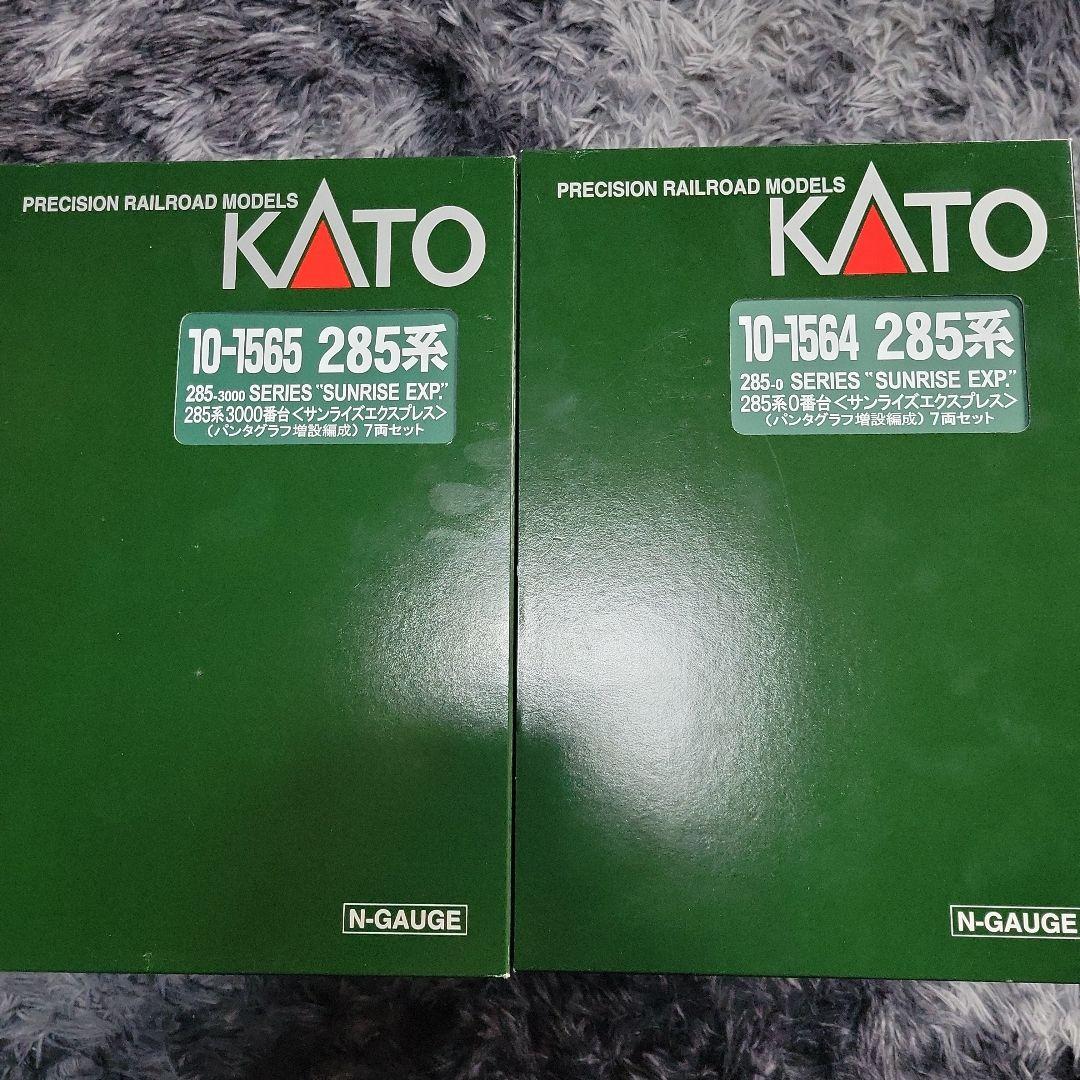 PRECISION RAILROAD MODELS
KATO
10-1565 285系
285-3000 SERIES "SUNRISE EXP."
285系3000番台<サンライズエクスプレス>
(パンタグラフ増設編成) 7両セット
N-GAUGE
PRECISION RAILROAD MODELS
KATO
10-1564 285系
285-0 SERIES "SUNRISE EXP."
285系0番台<サンライズエクスプレス>
(パンタグラフ増設編成) 7両セット
N-GAUGE